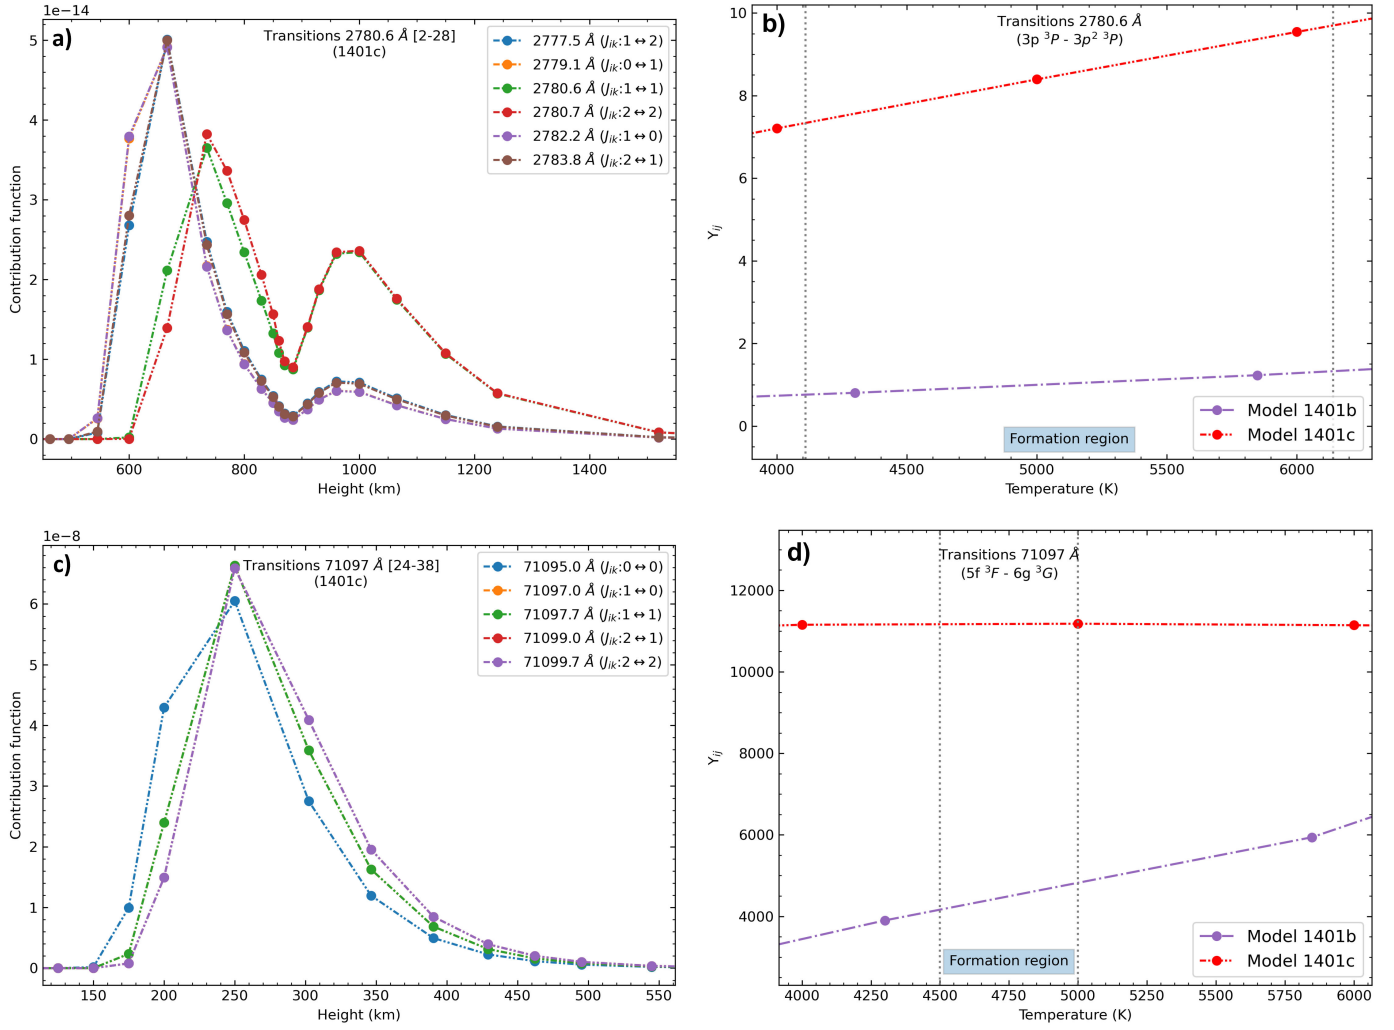 1e−14
a)
Transitions 2780.6 Å [2-28]
(1401c)
2777.5 Å (J_ik:1↔2)
2779.1 Å (J_ik:0↔1)
2780.6 Å (J_ik:1↔1)
2780.7 Å (J_ik:2↔2)
2782.2 Å (J_ik:1↔0)
2783.8 Å (J_ik:2↔1)
5
4
3
2
1
0
Contribution function
600 800 1000 1200 1400
Height (km)
b)
Transitions 2780.6 Å
(3p ³P - 3p² ³P)
10
8
6
4
2
0
Υ_ij
Formation region
Model 1401b
Model 1401c
4000 4500 5000 5500 6000
Temperature (K)
1e−8
c)
Transitions 71097 Å [24-38]
(1401c)
71095.0 Å (J_ik:0↔0)
71097.0 Å (J_ik:1↔0)
71097.7 Å (J_ik:1↔1)
71099.0 Å (J_ik:2↔1)
71099.7 Å (J_ik:2↔2)
6
5
4
3
2
1
0
Contribution function
150 200 250 300 350 400 450 500 550
Height (km)
d)
Transitions 71097 Å
(5f ³F - 6g ³G)
12000
10000
8000
6000
4000
Υ_ij
Formation region
Model 1401b
Model 1401c
4000 4250 4500 4750 5000 5250 5500 5750 6000
Temperature (K)